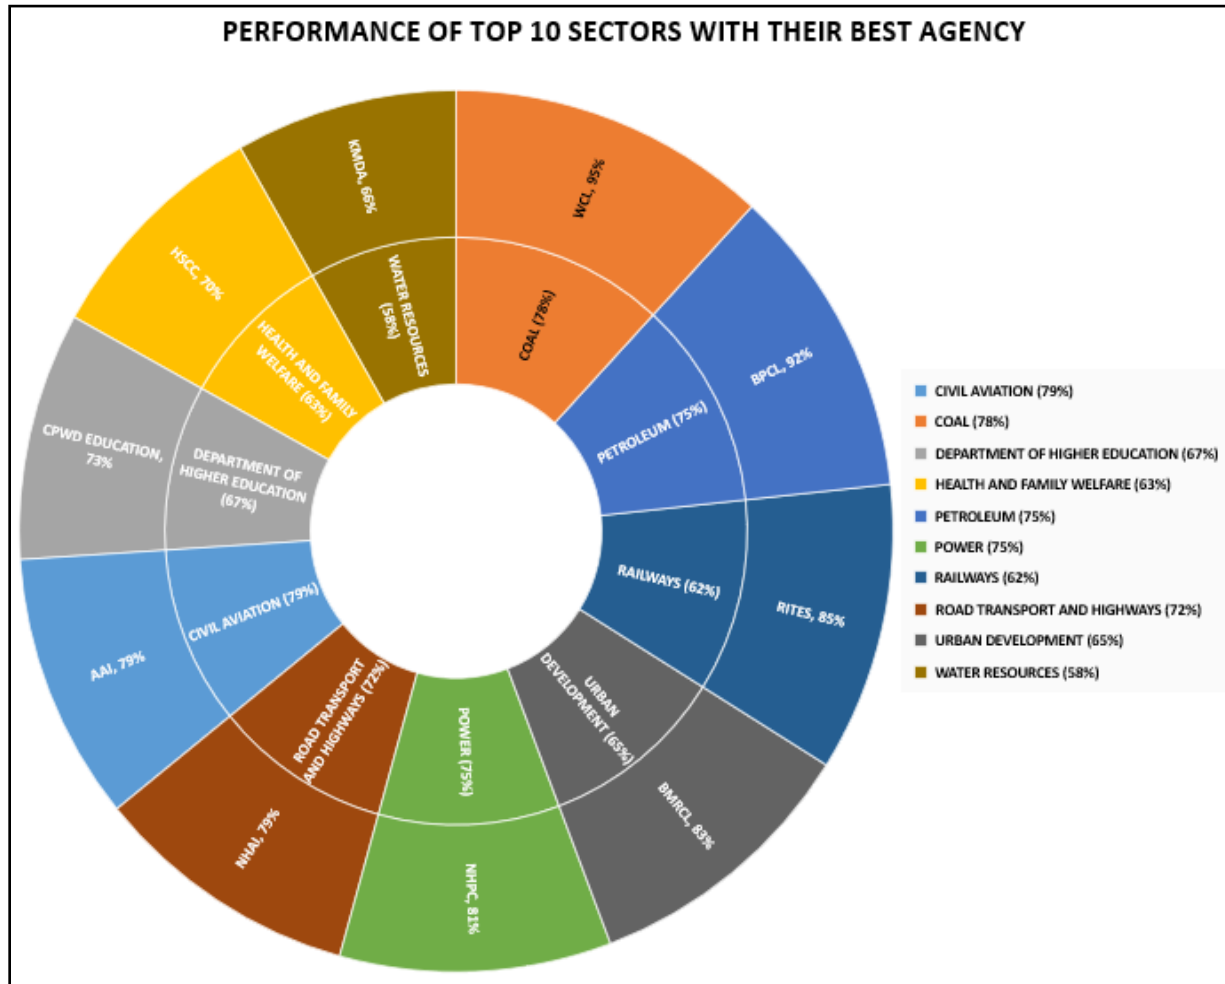 PERFORMANCE OF TOP 10 SECTORS WITH THEIR BEST AGENCY
WCL, 95%
COAL (78%)
BPCL, 92%
PETROLEUM (75%)
RITES, 85%
RAILWAYS (62%)
BMRCL, 83%
URBAN
DEVELOPMENT (65%)
NHPC, 81%
POWER (75%)
NHAI, 79%
ROAD TRANSPORT
AND HIGHWAYS (72%)
AAI, 79%
CIVIL AVIATION (79%)
CPWD EDUCATION,
73%
DEPARTMENT OF
HIGHER EDUCATION
(67%)
HSCC, 70%
HEALTH AND FAMILY
WELFARE (63%)
KMDA, 66%
WATER RESOURCES
(58%)
CIVIL AVIATION (79%)
COAL (78%)
DEPARTMENT OF HIGHER EDUCATION (67%)
HEALTH AND FAMILY WELFARE (63%)
PETROLEUM (75%)
POWER (75%)
RAILWAYS (62%)
ROAD TRANSPORT AND HIGHWAYS (72%)
URBAN DEVELOPMENT (65%)
WATER RESOURCES (58%)